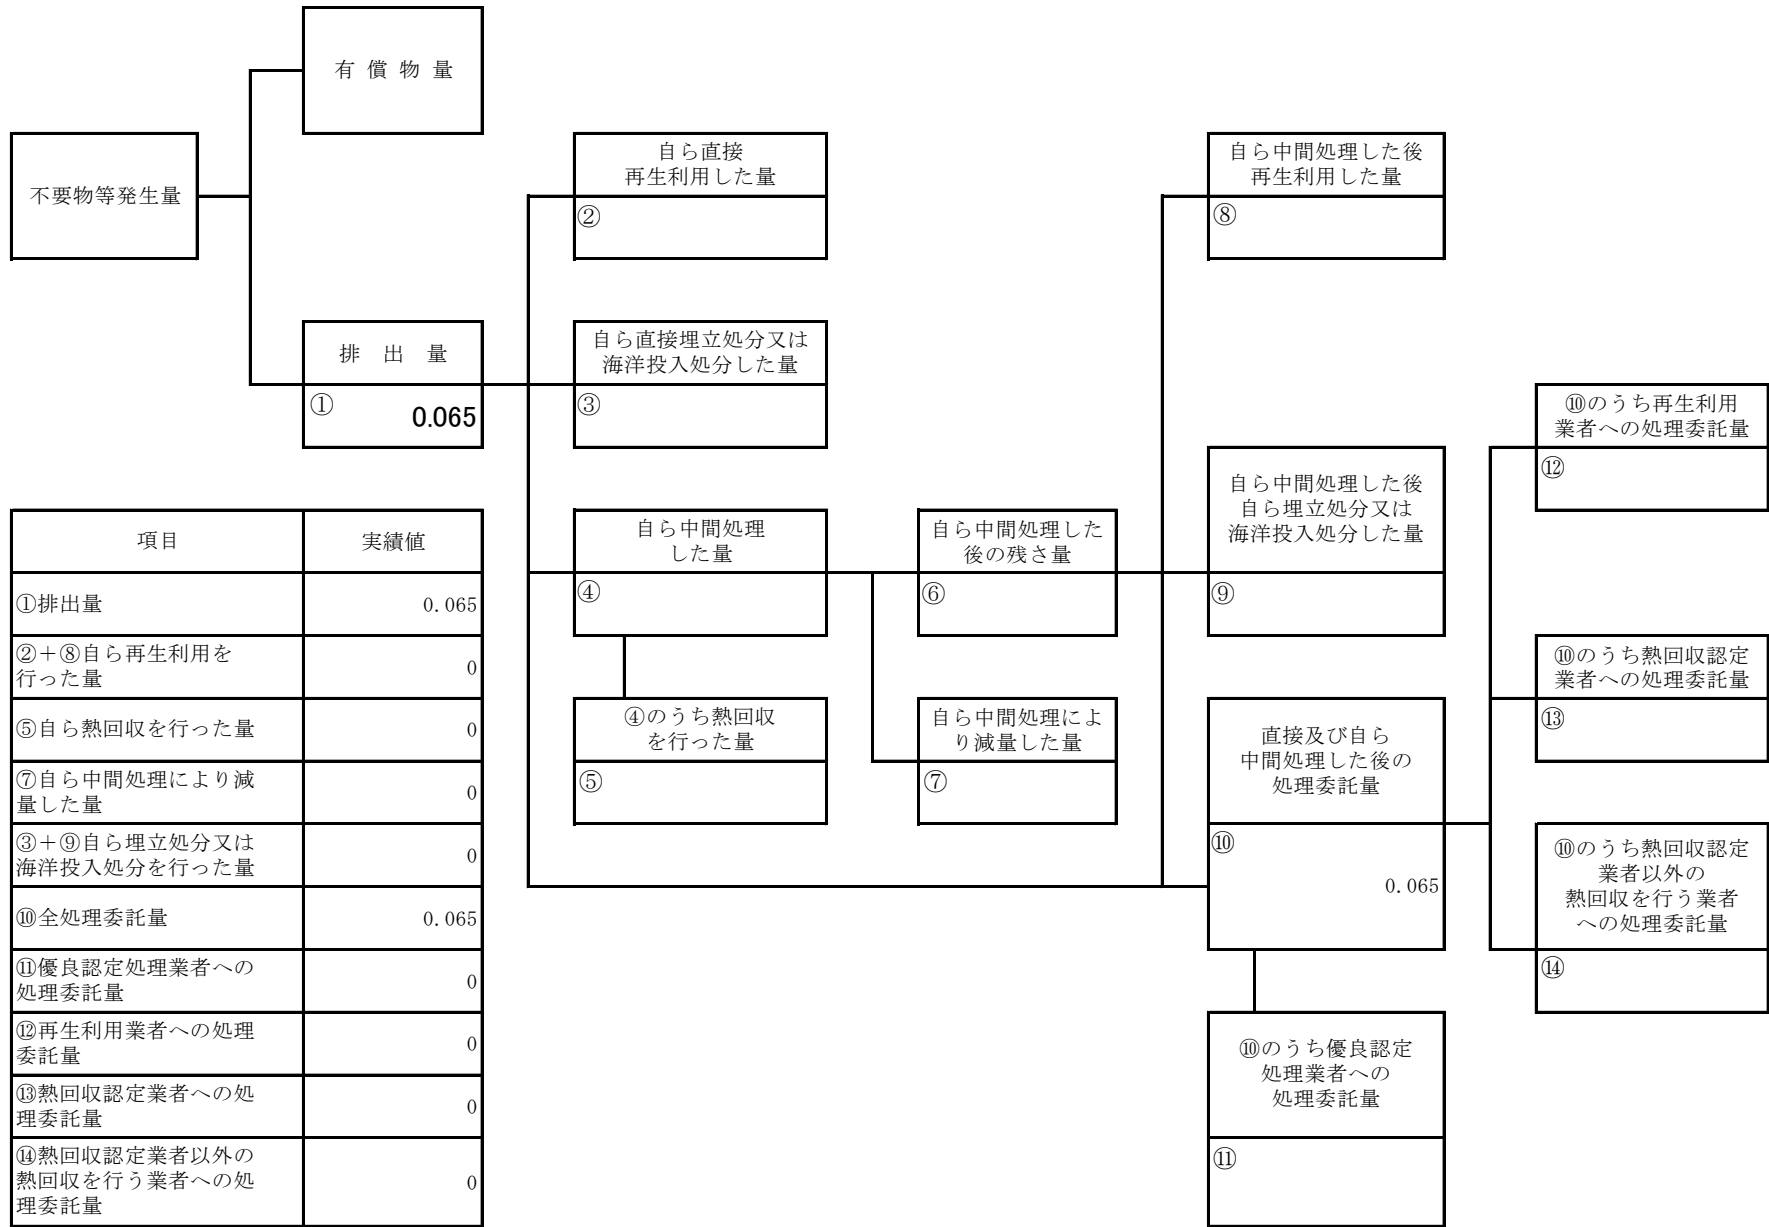 有 償 物 量
不要物等発生量
排 出 量
① 0.065
自ら直接
再生利用した量
②
自ら直接埋立処分又は
海洋投入処分した量
③
自ら中間処理
した量
④
④のうち熱回収
を行った量
⑤
自ら中間処理した
後の残さ量
⑥
自ら中間処理によ
り減量した量
⑦
自ら中間処理した後
再生利用した量
⑧
自ら中間処理した後
自ら埋立処分又は
海洋投入処分した量
⑨
直接及び自ら
中間処理した後の
処理委託量
⑩
0.065
⑩のうち優良認定
処理業者への
処理委託量
⑪
⑩のうち再生利用
業者への処理委託量
⑫
⑩のうち熱回収認定
業者への処理委託量
⑬
⑩のうち熱回収認定
業者以外の
熱回収を行う業者
への処理委託量
⑭
項目 実績値
①排出量 0.065
②+⑧自ら再生利用を
行った量 0
⑤自ら熱回収を行った量 0
⑦自ら中間処理により減
量した量 0
③+⑨自ら埋立処分又は
海洋投入処分を行った量 0
⑩全処理委託量 0.065
⑪優良認定処理業者への
処理委託量 0
⑫再生利用業者への処理
委託量 0
⑬熱回収認定業者への処
理委託量 0
⑭熱回収認定業者以外の
熱回収を行う業者への処
理委託量 0